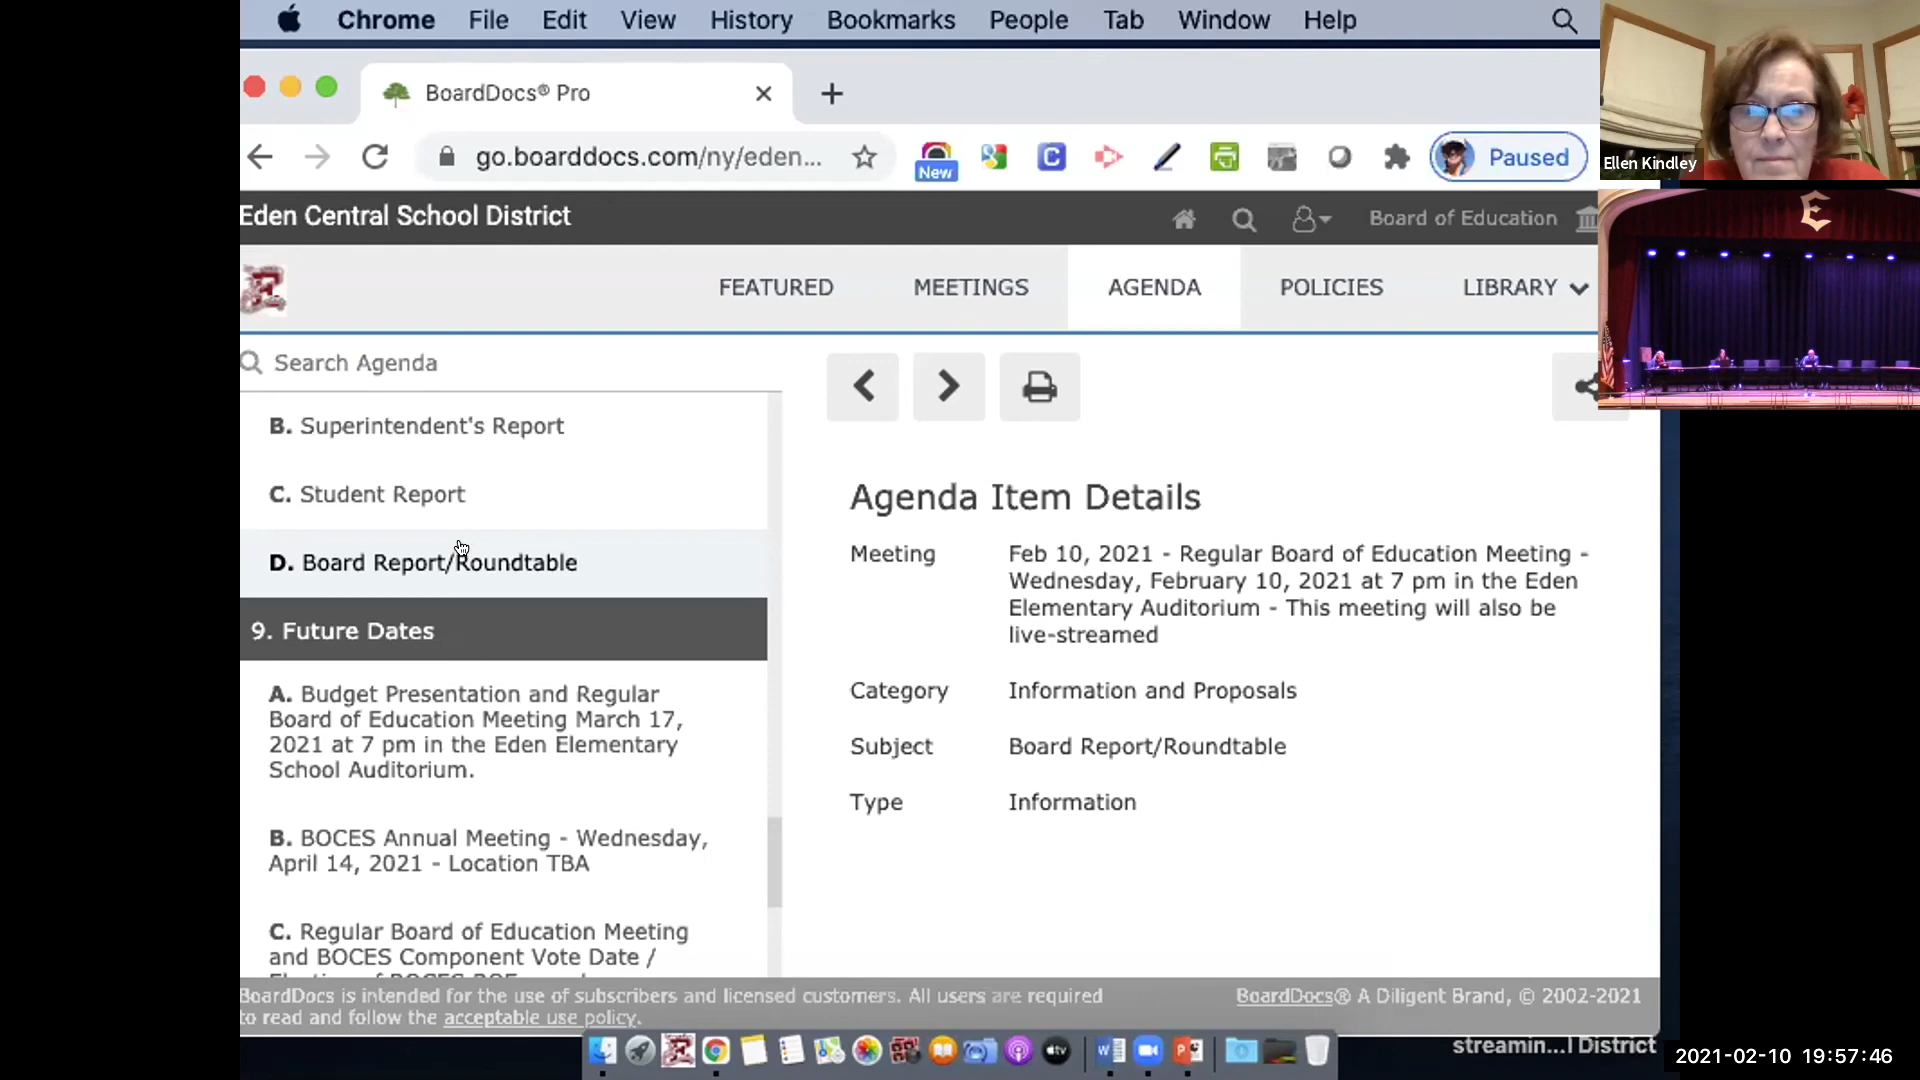 Chrome File Edit View History Bookmarks People Tab Window Help
BoardDocs® Pro
go.boarddocs.com/ny/eden...
New
Paused
Ellen Kindley
Eden Central School District
Board of Education
E
FEATURED MEETINGS AGENDA POLICIES LIBRARY
Search Agenda
B. Superintendent's Report
C. Student Report
D. Board Report/Roundtable
9. Future Dates
A. Budget Presentation and Regular
Board of Education Meeting March 17,
2021 at 7 pm in the Eden Elementary
School Auditorium.
B. BOCES Annual Meeting - Wednesday,
April 14, 2021 - Location TBA
C. Regular Board of Education Meeting
and BOCES Component Vote Date /
Agenda Item Details
Meeting
Feb 10, 2021 - Regular Board of Education Meeting -
Wednesday, February 10, 2021 at 7 pm in the Eden
Elementary Auditorium - This meeting will also be
live-streamed
Category
Information and Proposals
Subject
Board Report/Roundtable
Type
Information
BoardDocs is intended for the use of subscribers and licensed customers. All users are required
to read and follow the acceptable use policy.
BoardDocs® A Diligent Brand, © 2002-2021
streamin...l District
2021-02-10 19:57:46